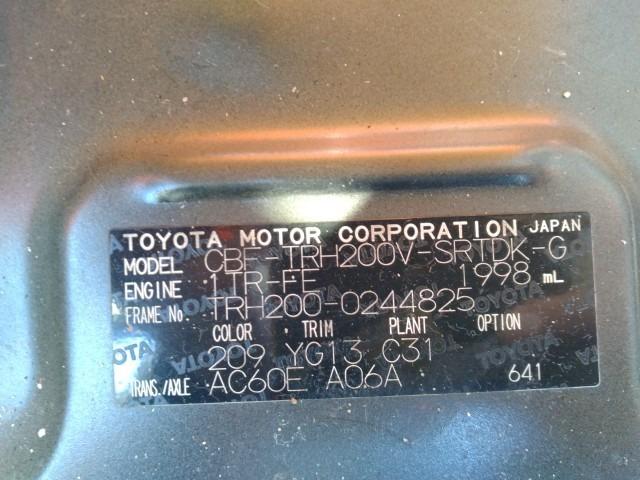 TOYOTA MOTOR CORPORATION JAPAN
MODEL CBF-TRH200V-SRTDK-G
ENGINE 1TR-FE 1998 mL
FRAME No. TRH200-0244825
COLOR TRIM PLANT OPTION
209 YG13 C31
TRANS./AXLE AC60E A06A 641